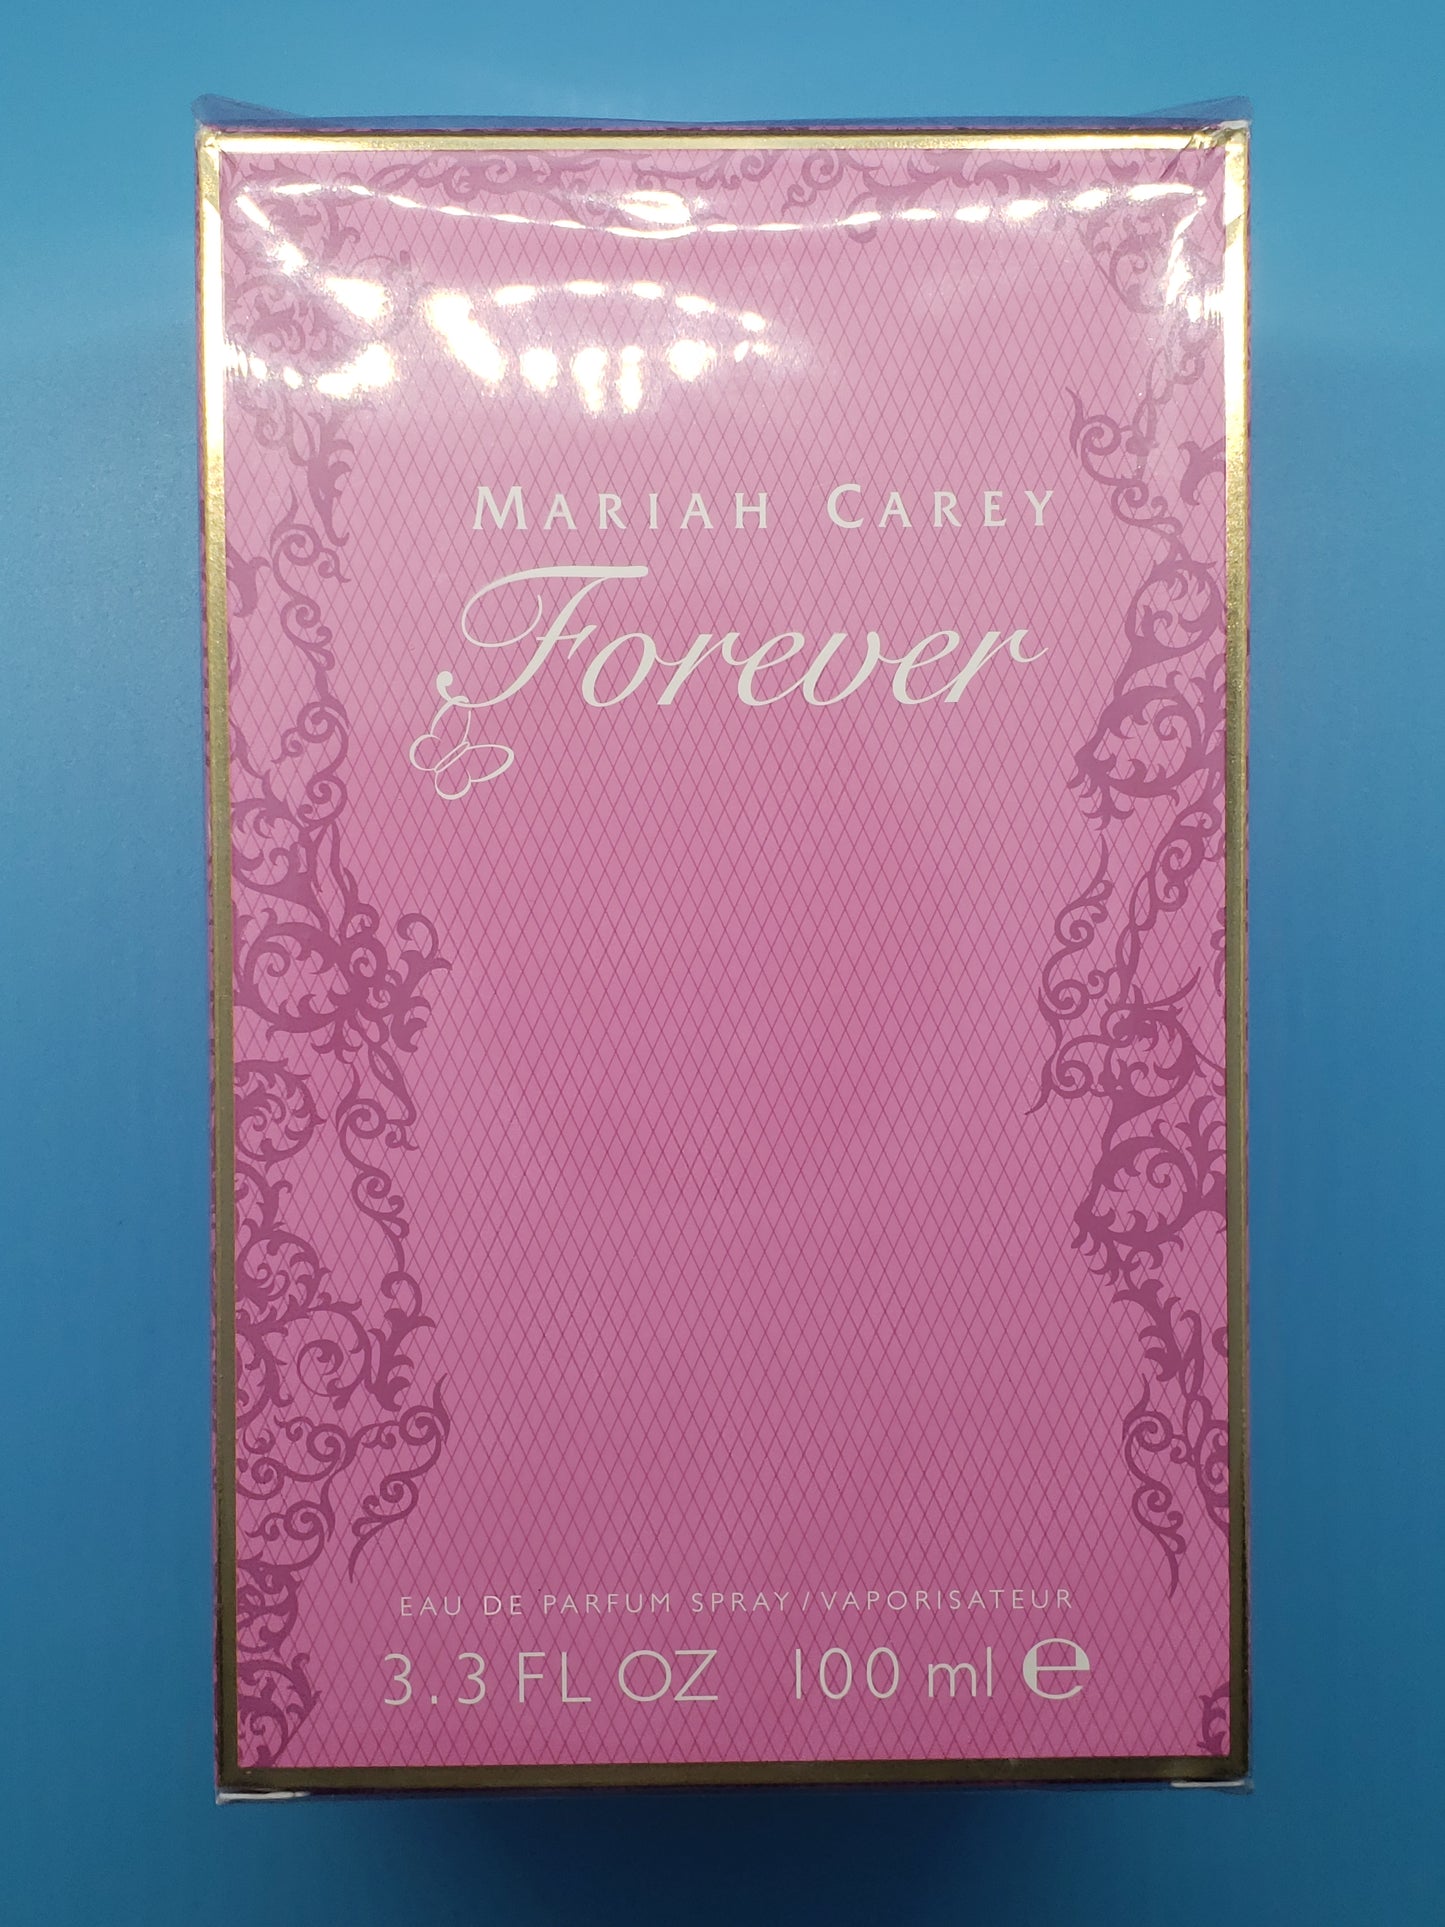 MARIAH CAREY
Forever
EAU DE PARFUM SPRAY/VAPORISATEUR
3.3 FL OZ 100 ml ℮